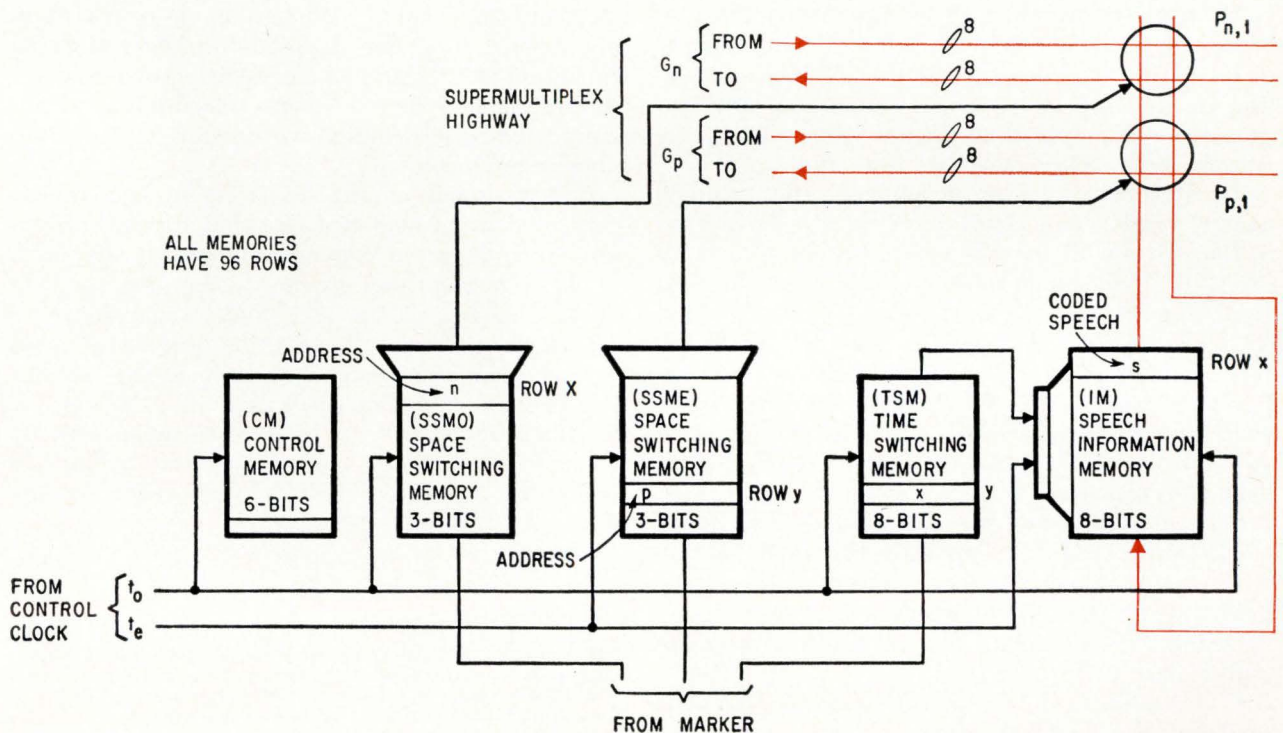 SUPERMULTIPLEX
HIGHWAY
Gn
FROM
TO
8
8
Pn,1
Gp
FROM
TO
8
8
Pp,1
ALL MEMORIES
HAVE 96 ROWS
(CM)
CONTROL
MEMORY
6-BITS
ADDRESS
n
ROW X
(SSMO)
SPACE
SWITCHING
MEMORY
3-BITS
(SSME)
SPACE
SWITCHING
MEMORY
p
ROW y
3-BITS
ADDRESS
(TSM)
TIME
SWITCHING
MEMORY
x
y
8-BITS
CODED
SPEECH
s
ROW x
(IM)
SPEECH
INFORMATION
MEMORY
8-BITS
FROM
CONTROL
CLOCK
to
te
FROM MARKER